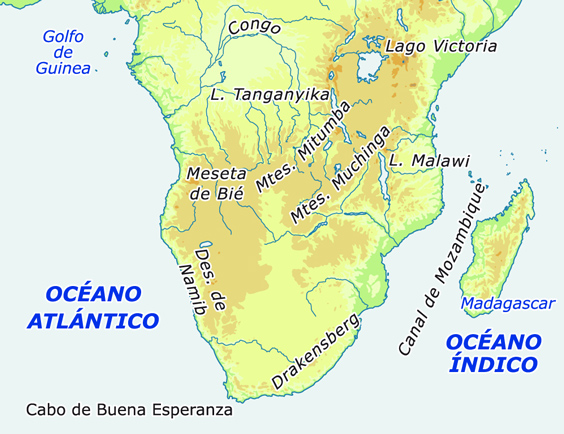 Congo
Golfo
de
Guinea
Lago Victoria
L. Tanganyika
Mtes. Mitumba
Mtes. Muchinga
L. Malawi
Meseta
de Bié
Canal de Mozambique
Des. de
Namib
OCÉANO
ATLÁNTICO
Madagascar
Drakensberg
OCÉANO
ÍNDICO
Cabo de Buena Esperanza